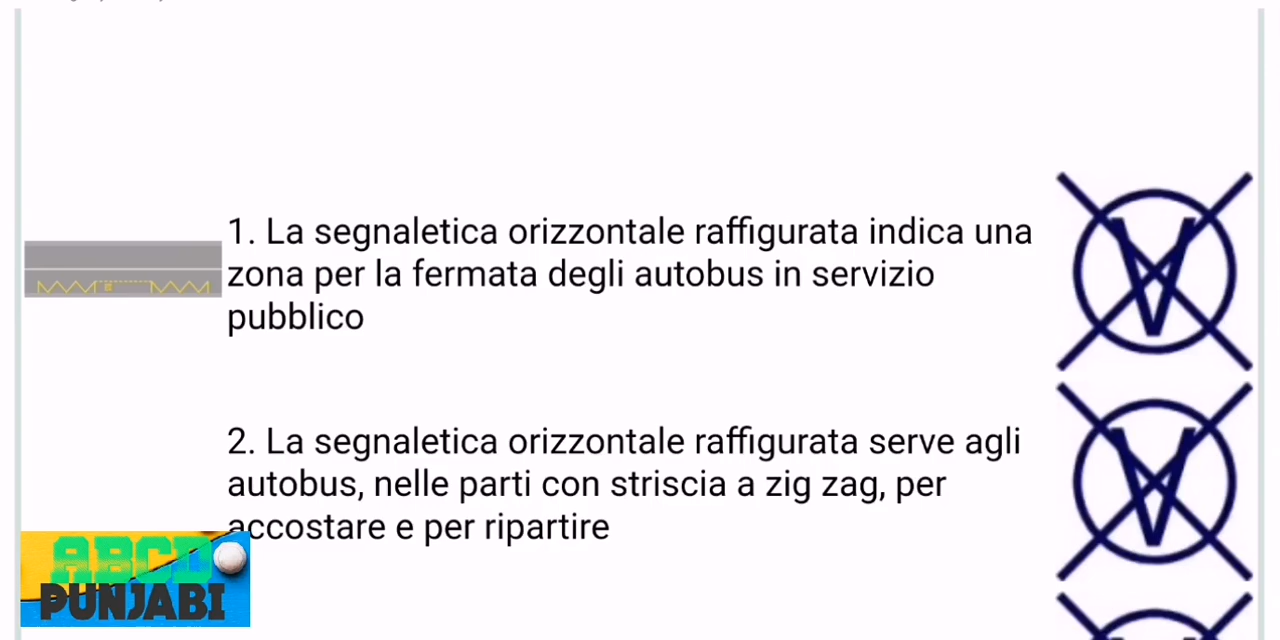 1. La segnaletica orizzontale raffigurata indica una
zona per la fermata degli autobus in servizio
pubblico
V
2. La segnaletica orizzontale raffigurata serve agli
autobus, nelle parti con striscia a zig zag, per
accostare e per ripartire
V
ABCD
PUNJABI